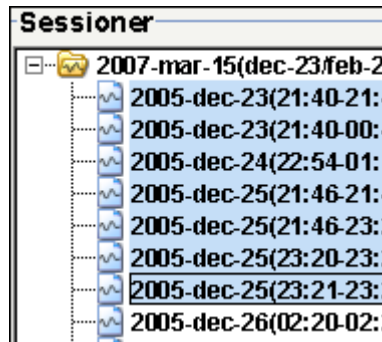 Sessioner
2007-mar-15(dec-23/feb-2
2005-dec-23(21:40-21:
2005-dec-23(21:40-00:
2005-dec-24(22:54-01:
2005-dec-25(21:46-21:
2005-dec-25(21:46-23:
2005-dec-25(23:20-23:
2005-dec-25(23:21-23:
2005-dec-26(02:20-02: